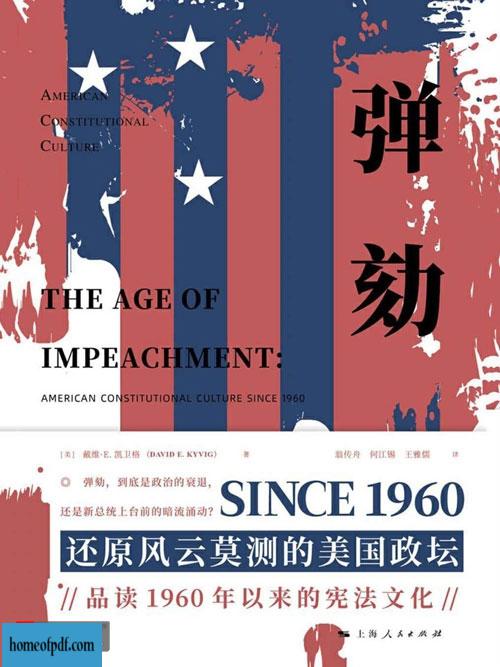 AMERICAN
CONSTITUTIONAL
CULTURE
弹劾
THE AGE OF
IMPEACHMENT:
AMERICAN CONSTITUTIONAL CULTURE SINCE 1960
[美] 戴维·E. 凯卫格（DAVID E. KYVIG） 著
翁传舟 何江锡 王雅儒 译
◎ 弹劾，到底是政治的衰退，
还是新总统上台前的暗流涌动？
SINCE 1960
还原风云莫测的美国政坛
// 品读 1960 年以来的宪法文化 //
上海人民出版社
homeofpdf.com